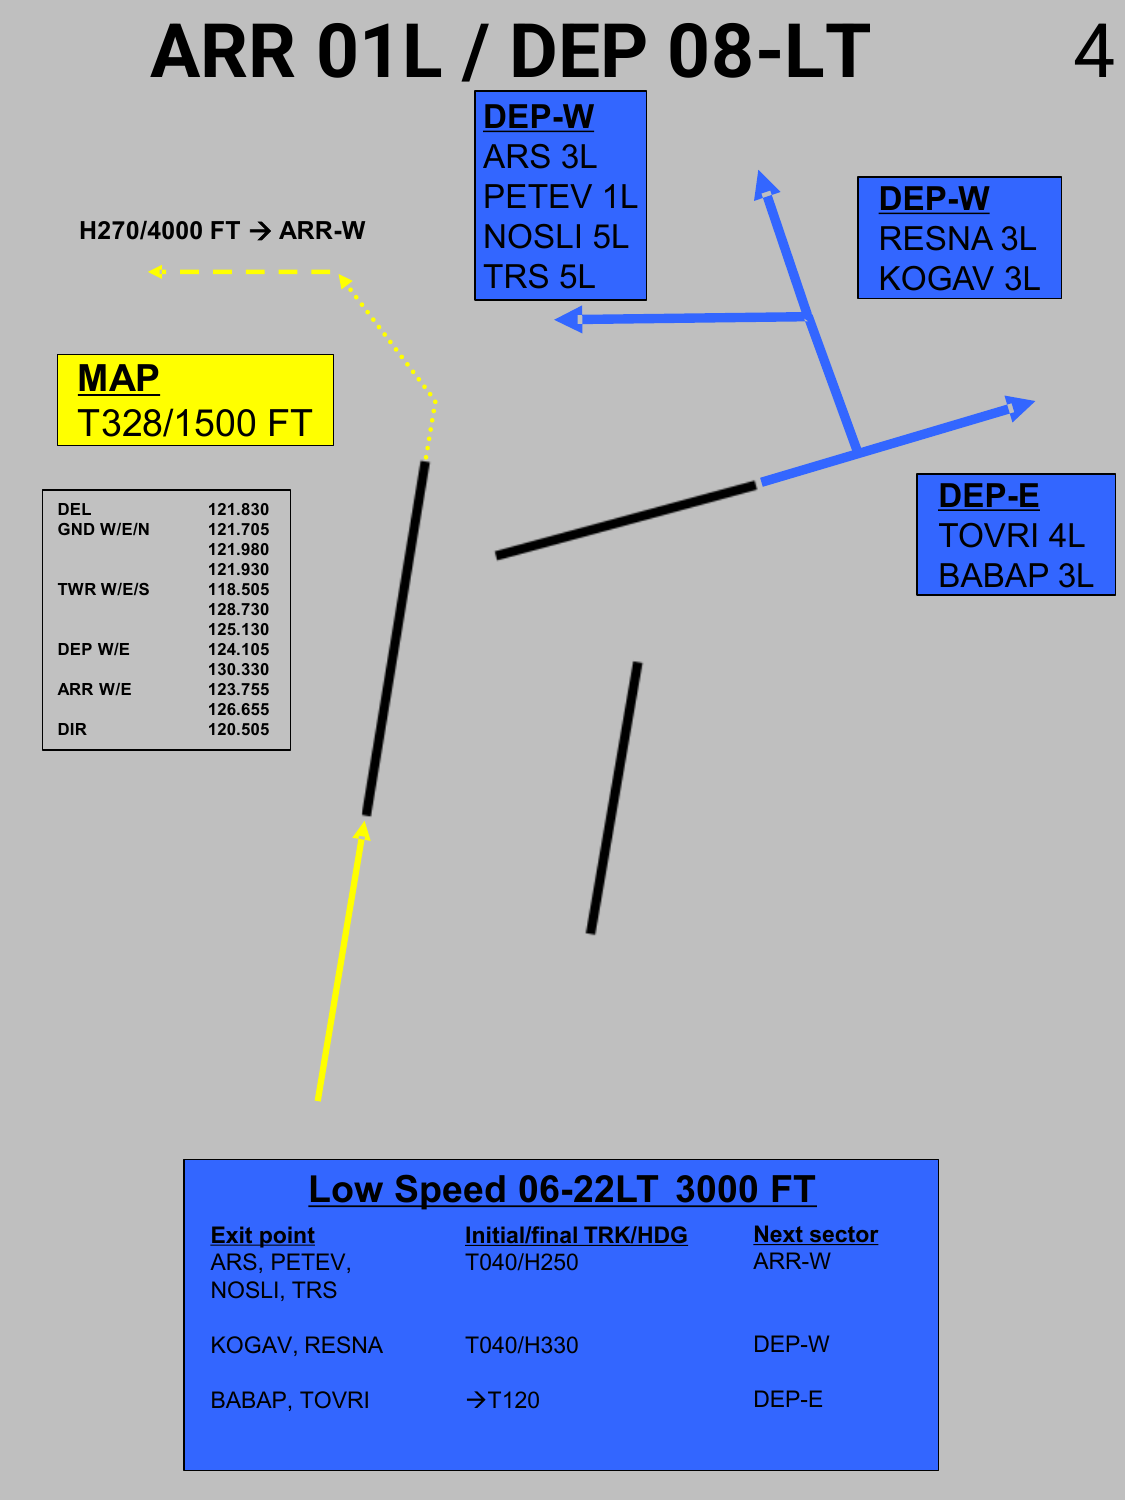 ARR 01L / DEP 08-LT
4
DEP-W
ARS 3L
PETEV 1L
NOSLI 5L
TRS 5L
DEP-W
RESNA 3L
KOGAV 3L
H270/4000 FT → ARR-W
MAP
T328/1500 FT
DEP-E
TOVRI 4L
BABAP 3L
DEL 121.830
GND W/E/N 121.705
121.980
121.930
TWR W/E/S 118.505
128.730
125.130
DEP W/E 124.105
130.330
ARR W/E 123.755
126.655
DIR 120.505
Low Speed 06-22LT 3000 FT
Exit point Initial/final TRK/HDG Next sector
ARS, PETEV, T040/H250 ARR-W
NOSLI, TRS
KOGAV, RESNA T040/H330 DEP-W
BABAP, TOVRI →T120 DEP-E